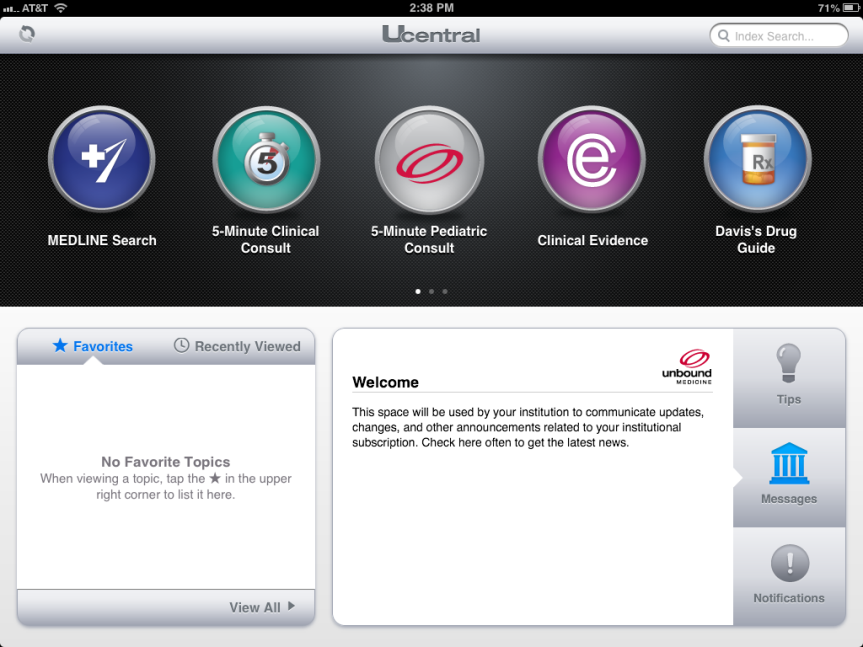 AT&T
2:38 PM
71%
Ucentral
Index Search...
5
e
Rx
MEDLINE Search
5-Minute Clinical
Consult
5-Minute Pediatric
Consult
Clinical Evidence
Davis's Drug
Guide
Favorites
Recently Viewed
No Favorite Topics
When viewing a topic, tap the ★ in the upper
right corner to list it here.
View All
unbound
MEDICINE
Welcome
This space will be used by your institution to communicate updates,
changes, and other announcements related to your institutional
subscription. Check here often to get the latest news.
Tips
Messages
Notifications